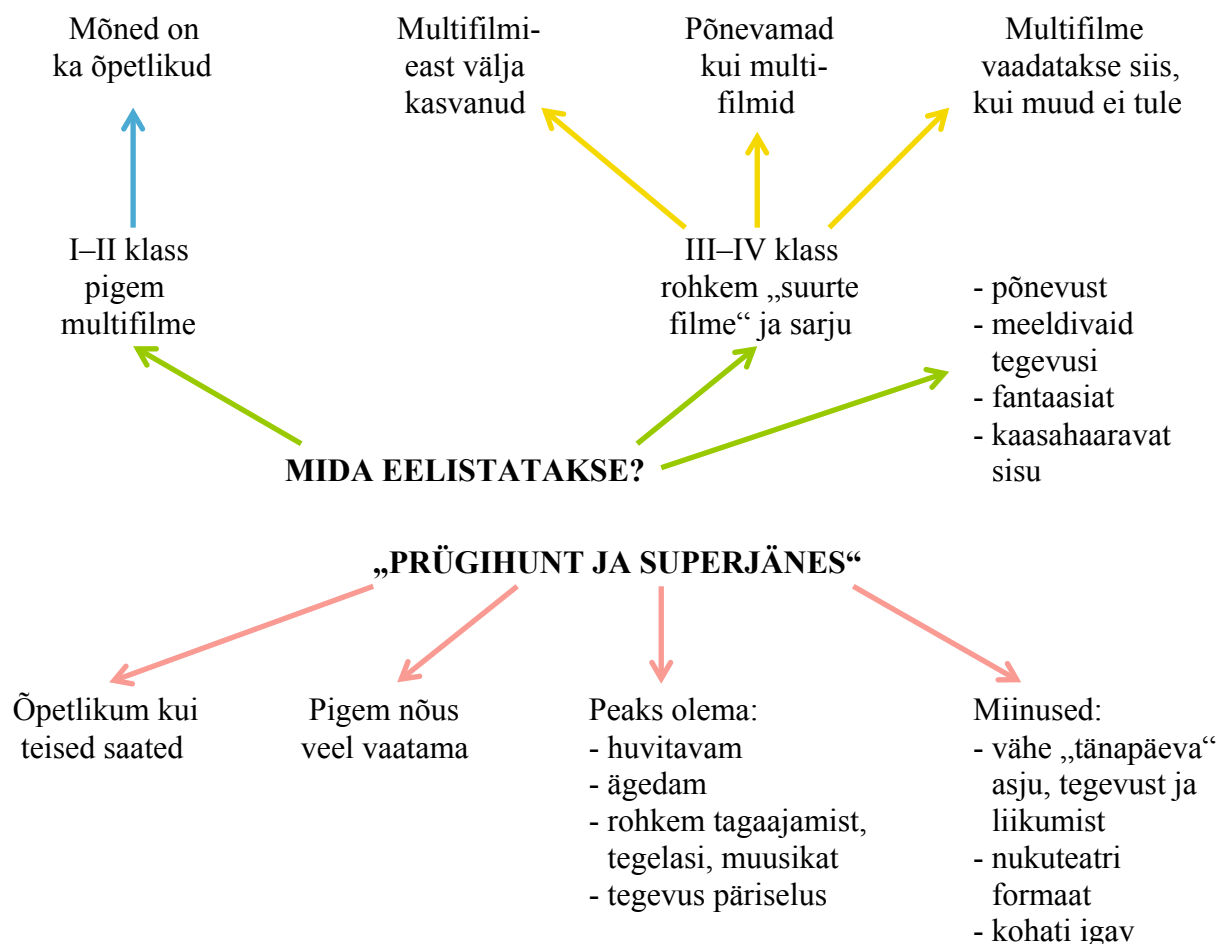 Mõned on
ka õpetlikud
Multifilmi-
east välja
kasvanud
Põnevamad
kui multi-
filmid
Multifilme
vaadatakse siis,
kui muud ei tule
I–II klass
pigem
multifilme
III–IV klass
rohkem „suurte
filme“ ja sarju
- põnevust
- meeldivaid
tegevusi
- fantaasiat
- kaasahaaravat
sisu
MIDA EELISTATAKSE?
„PRÜGIHUNT JA SUPERJÄNES“
Õpetlikum kui
teised saated
Pigem nõus
veel vaatama
Peaks olema:
- huvitavam
- ägedam
- rohkem tagaajamist,
tegelasi, muusikat
- tegevus päriselus
Miinused:
- vähe „tänapäeva“
asju, tegevust ja
liikumist
- nukuteatri
formaat
- kohati igav